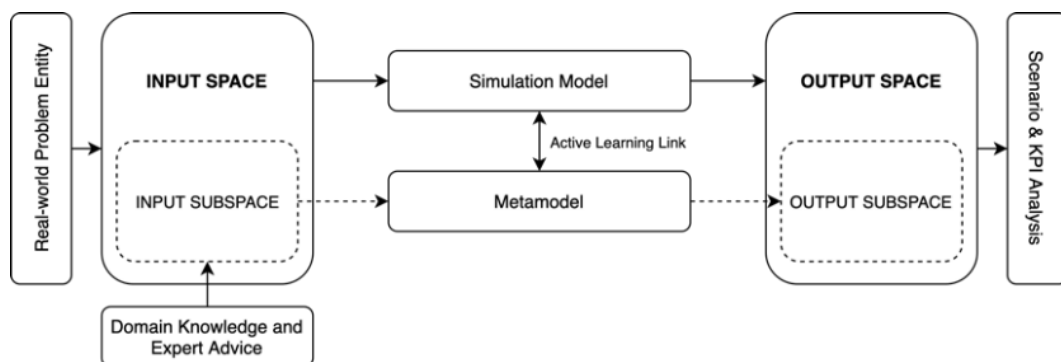 Real-world Problem Entity
INPUT SPACE
INPUT SUBSPACE
Domain Knowledge and
Expert Advice
Simulation Model
Active Learning Link
Metamodel
OUTPUT SPACE
OUTPUT SUBSPACE
Scenario & KPI Analysis